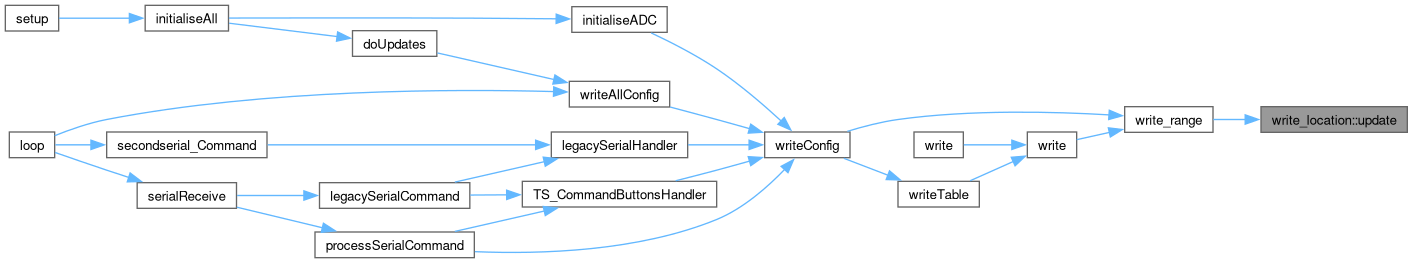 setup
initialiseAll
initialiseADC
doUpdates
writeAllConfig
write_range
write_location::update
loop
secondserial_Command
legacySerialHandler
writeConfig
write
write
serialReceive
legacySerialCommand
TS_CommandButtonsHandler
writeTable
processSerialCommand